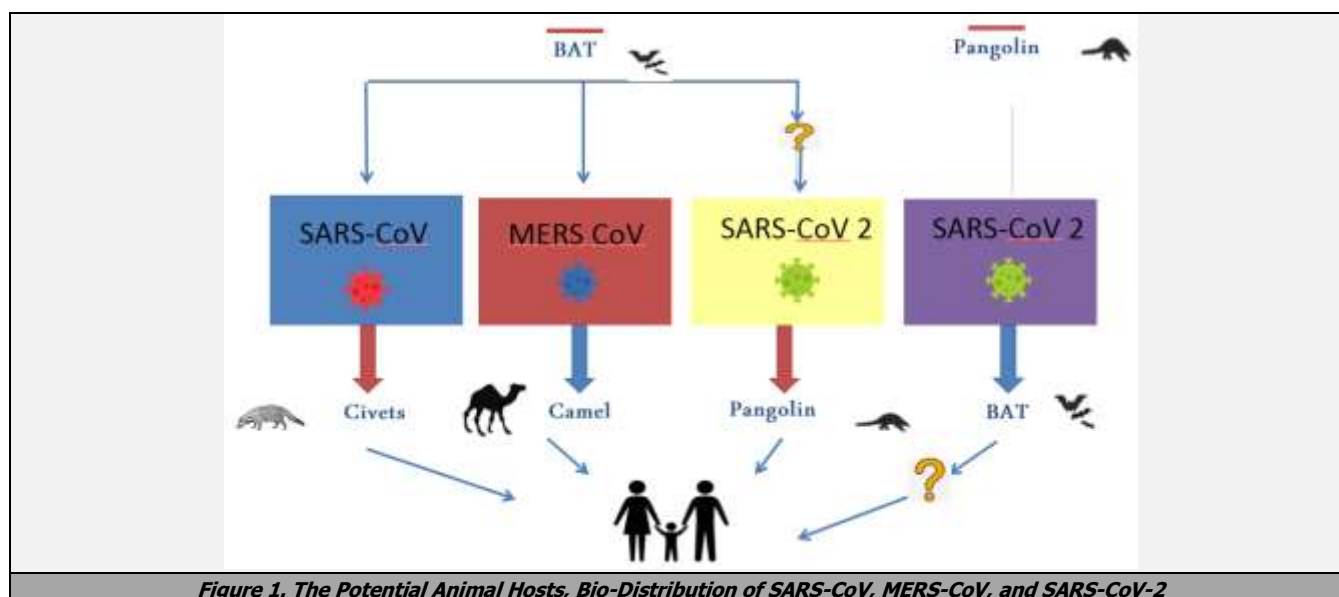 BAT
Pangolin
?
SARS-CoV
MERS CoV
SARS-CoV 2
SARS-CoV 2
Civets
Camel
Pangolin
BAT
?
Figure 1. The Potential Animal Hosts, Bio-Distribution of SARS-CoV, MERS-CoV, and SARS-CoV-2